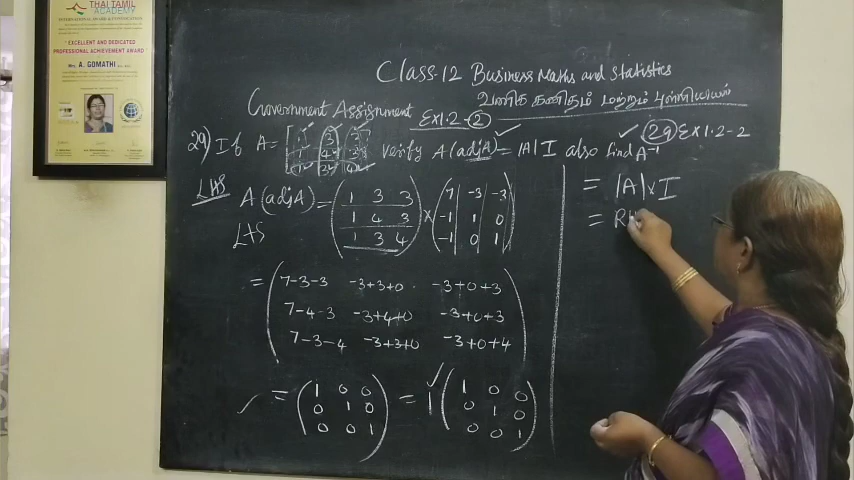 THAI TAMIL
ACADEMY
INTERNATIONAL AWARD & CONVOCATION
" EXCELLENT AND DEDICATED
PROFESSIONAL ACHIEVEMENT AWARD
Mrs. A. GOMATHI
Class-12 Business Maths and Statistics
வணிக கணிதம் மற்றும் புள்ளியியல்
Government Assignment
Ex1.2-2
29) If A= verify A(adjA) = |A| I also find A⁻¹
29 Ex1.2-2
LHS A(adjA) = ( 1 3 3 ) × ( 7 -3 -3 )
LHS ( 1 4 3 ) ( -1 1 0 )
( 1 3 4 ) ( -1 0 1 )
= ( 7-3-3 -3+3+0 -3+0+3 )
( 7-4-3 -3+4+0 -3+0+3 )
( 7-3-4 -3+3+0 -3+0+4 )
= ( 1 0 0 ) = 1 ( 1 0 0 )
( 0 1 0 ) ( 0 1 0 )
( 0 0 1 ) ( 0 0 1 )
= |A| × I
= RH